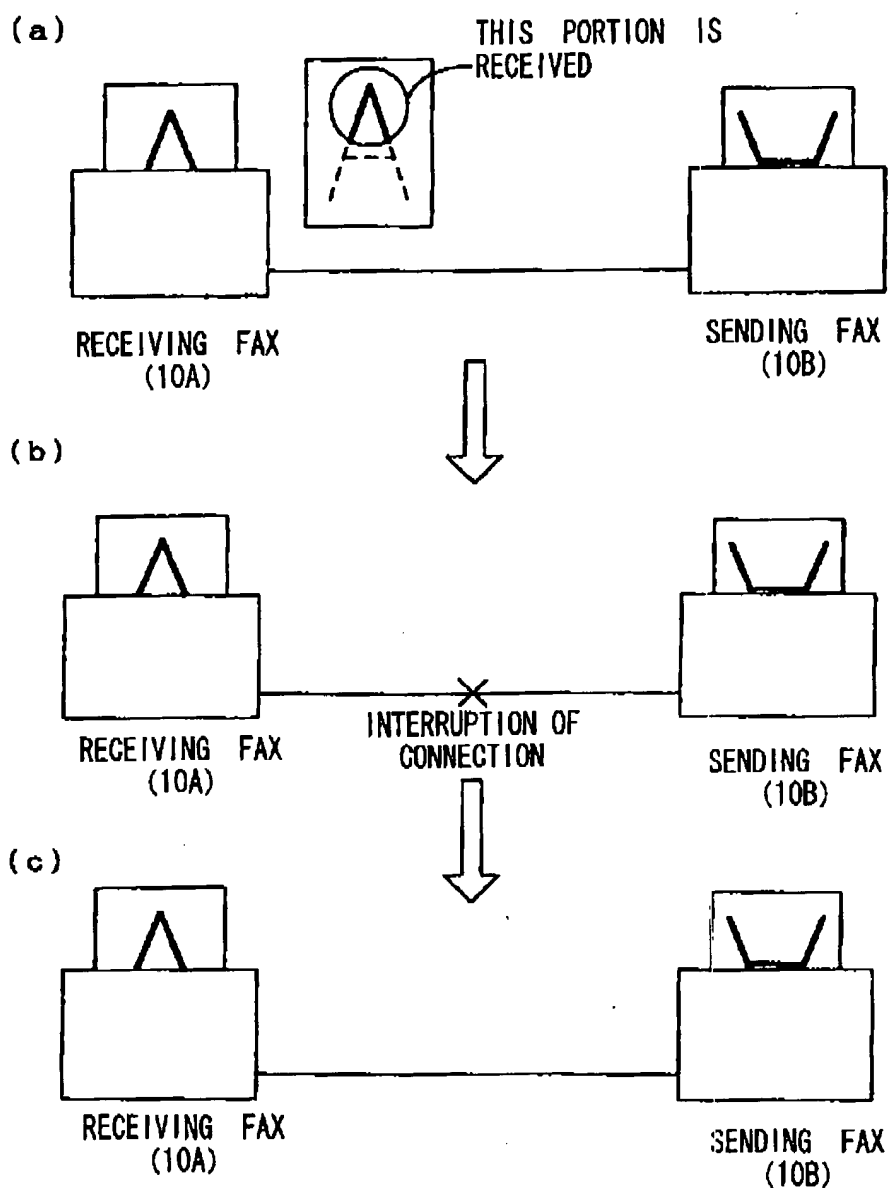 (a)
THIS PORTION IS
RECEIVED
RECEIVING FAX
(10A)
SENDING FAX
(10B)
(b)
RECEIVING FAX
(10A)
INTERRUPTION OF
CONNECTION
SENDING FAX
(10B)
(c)
RECEIVING FAX
(10A)
SENDING FAX
(10B)